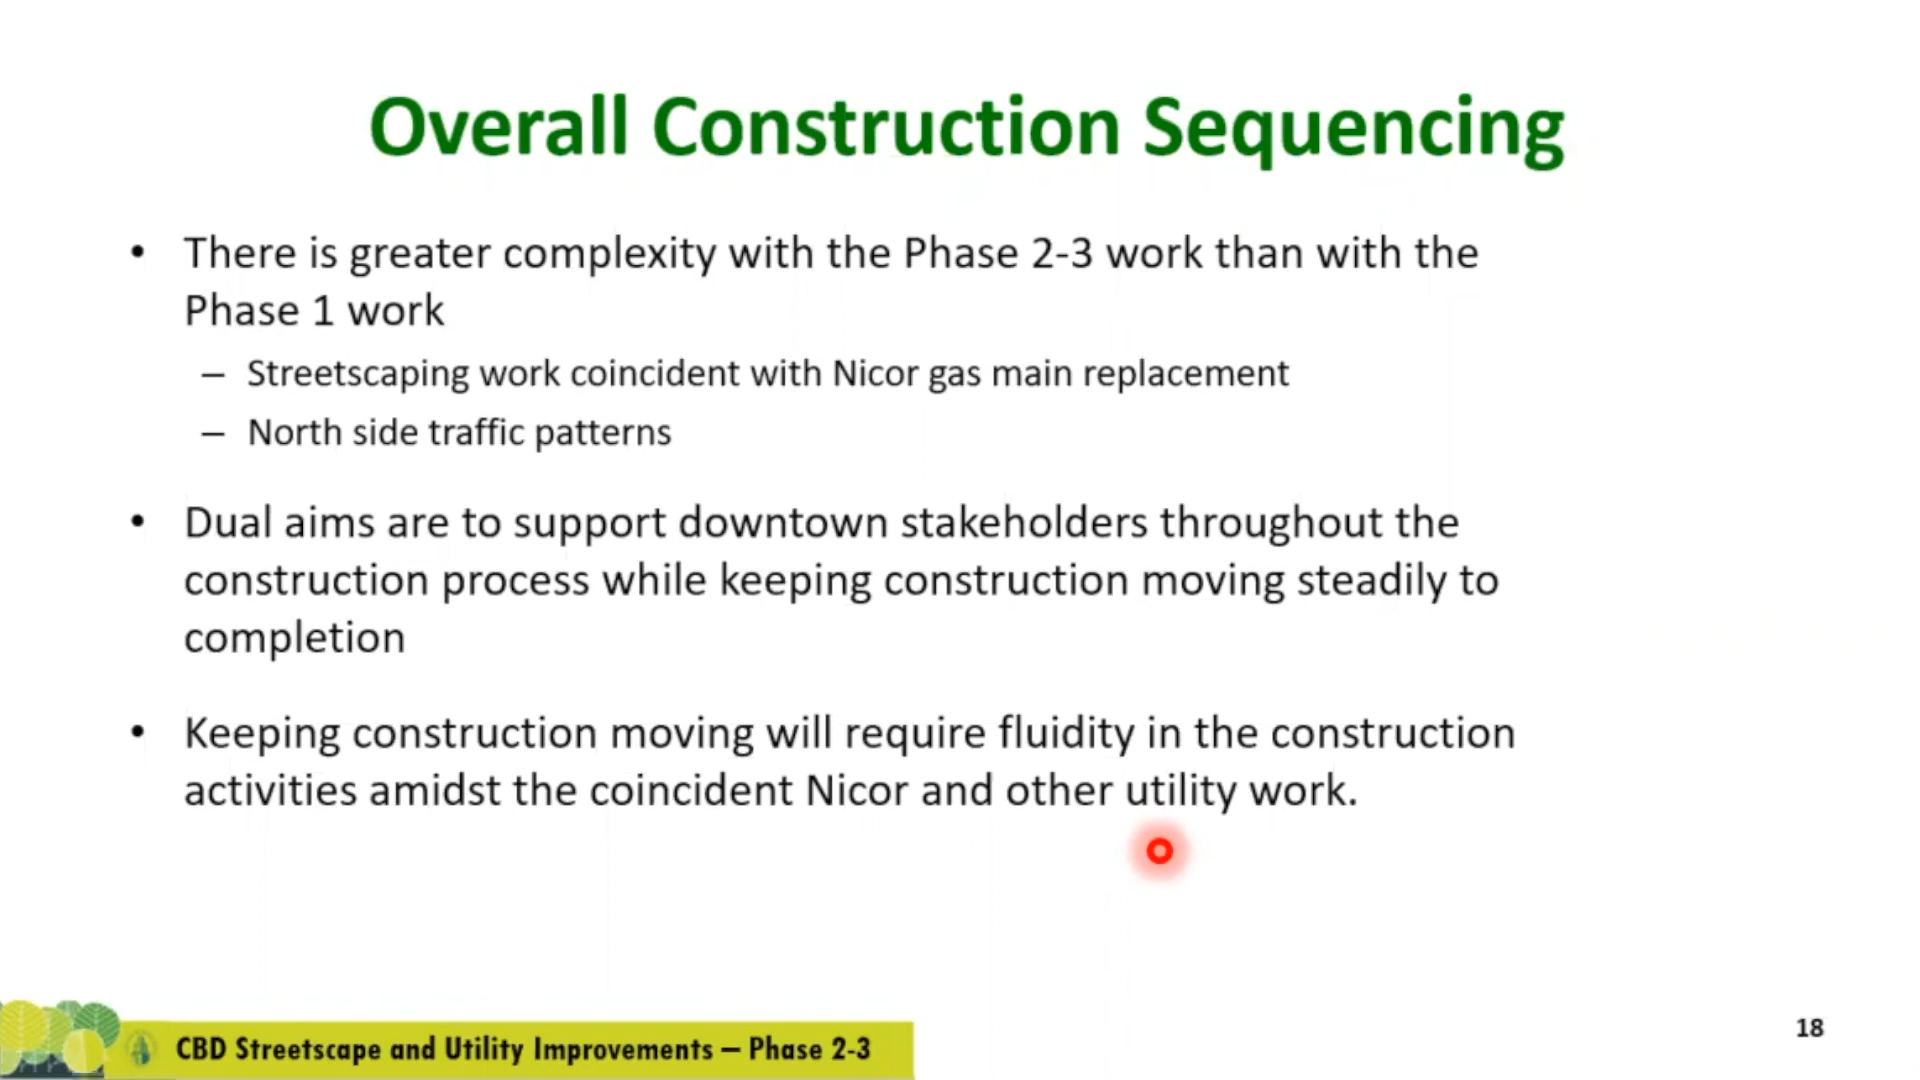 Overall Construction Sequencing
• There is greater complexity with the Phase 2-3 work than with the
Phase 1 work
– Streetscaping work coincident with Nicor gas main replacement
– North side traffic patterns
• Dual aims are to support downtown stakeholders throughout the
construction process while keeping construction moving steadily to
completion
• Keeping construction moving will require fluidity in the construction
activities amidst the coincident Nicor and other utility work.
CBD Streetscape and Utility Improvements – Phase 2-3
18